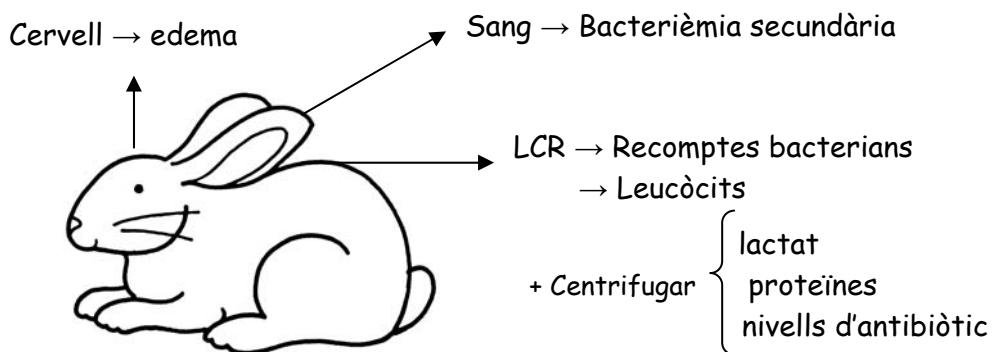 Cervell → edema
Sang → Bacterièmia secundària
LCR → Recomptes bacterians
→ Leucòcits
+ Centrifugar
lactat
proteïnes
nivells d'antibiòtic